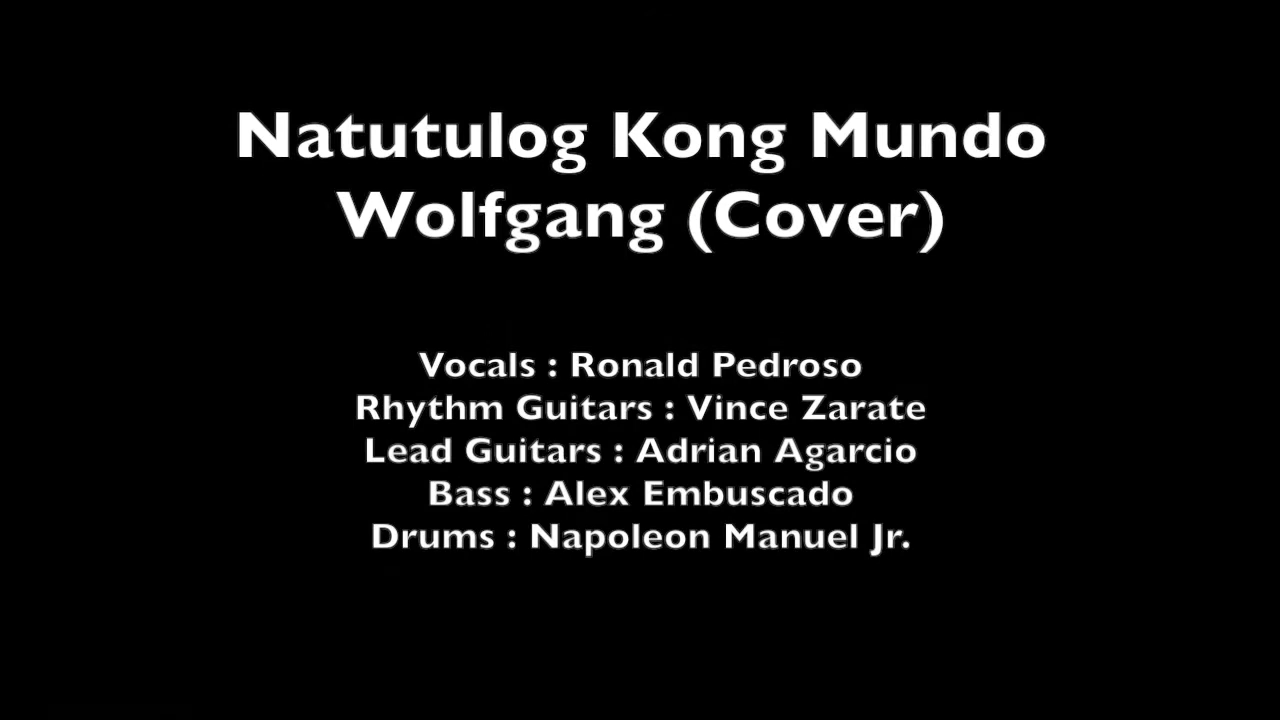 Natutulog Kong Mundo
Wolfgang (Cover)
Vocals : Ronald Pedroso
Rhythm Guitars : Vince Zarate
Lead Guitars : Adrian Agarcio
Bass : Alex Embuscado
Drums : Napoleon Manuel Jr.